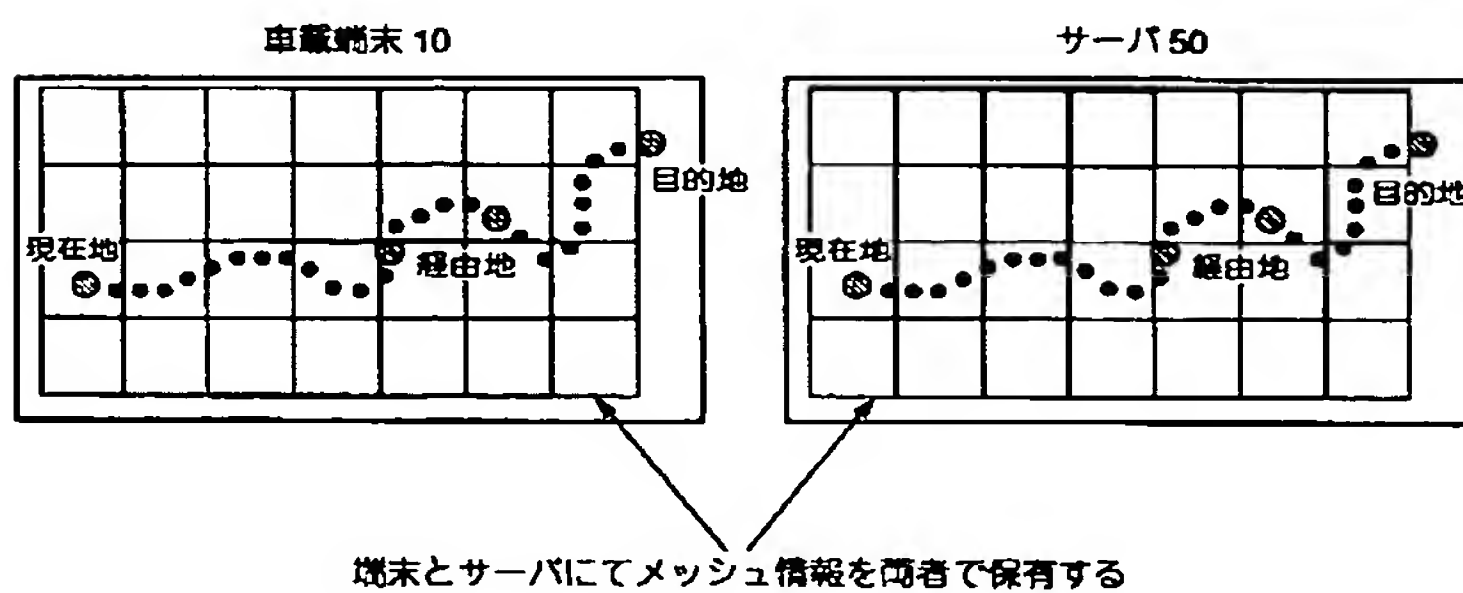 車載端末 10
サーバ 50
現在地
経由地
目的地
現在地
経由地
目的地
端末とサーバにてメッシュ情報を両者で保有する